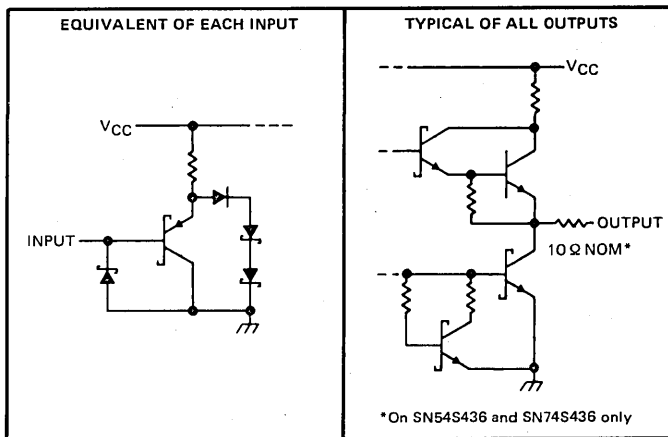 EQUIVALENT OF EACH INPUT
VCC
INPUT
TYPICAL OF ALL OUTPUTS
VCC
OUTPUT
10 Ω NOM*
*On SN54S436 and SN74S436 only